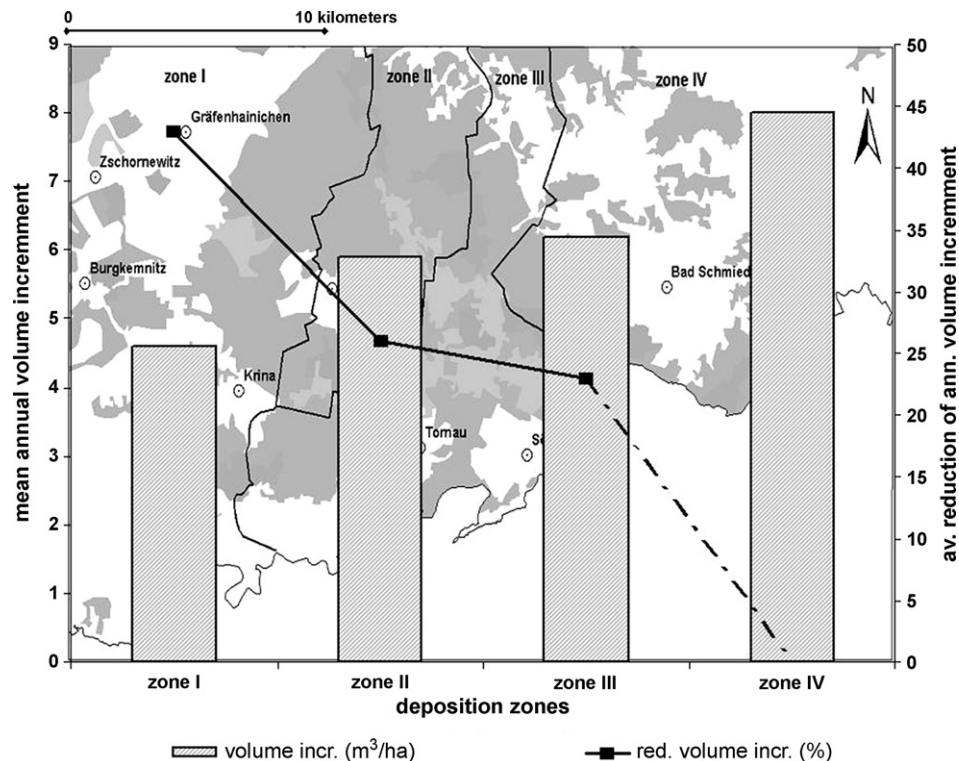 0 10 kilometers
9
8
7
6
5
4
3
2
1
0
mean annual volume incremment
50
45
40
35
30
25
20
15
10
5
0
av. reduction of ann. volume increment
zone I
zone II
zone III
zone IV
N
Gräfenhainichen
Zschornewitz
Burgkemnitz
Bad Schmied
Krina
Tornau
zone I zone II zone III zone IV
deposition zones
volume incr. (m³/ha) red. volume incr. (%)